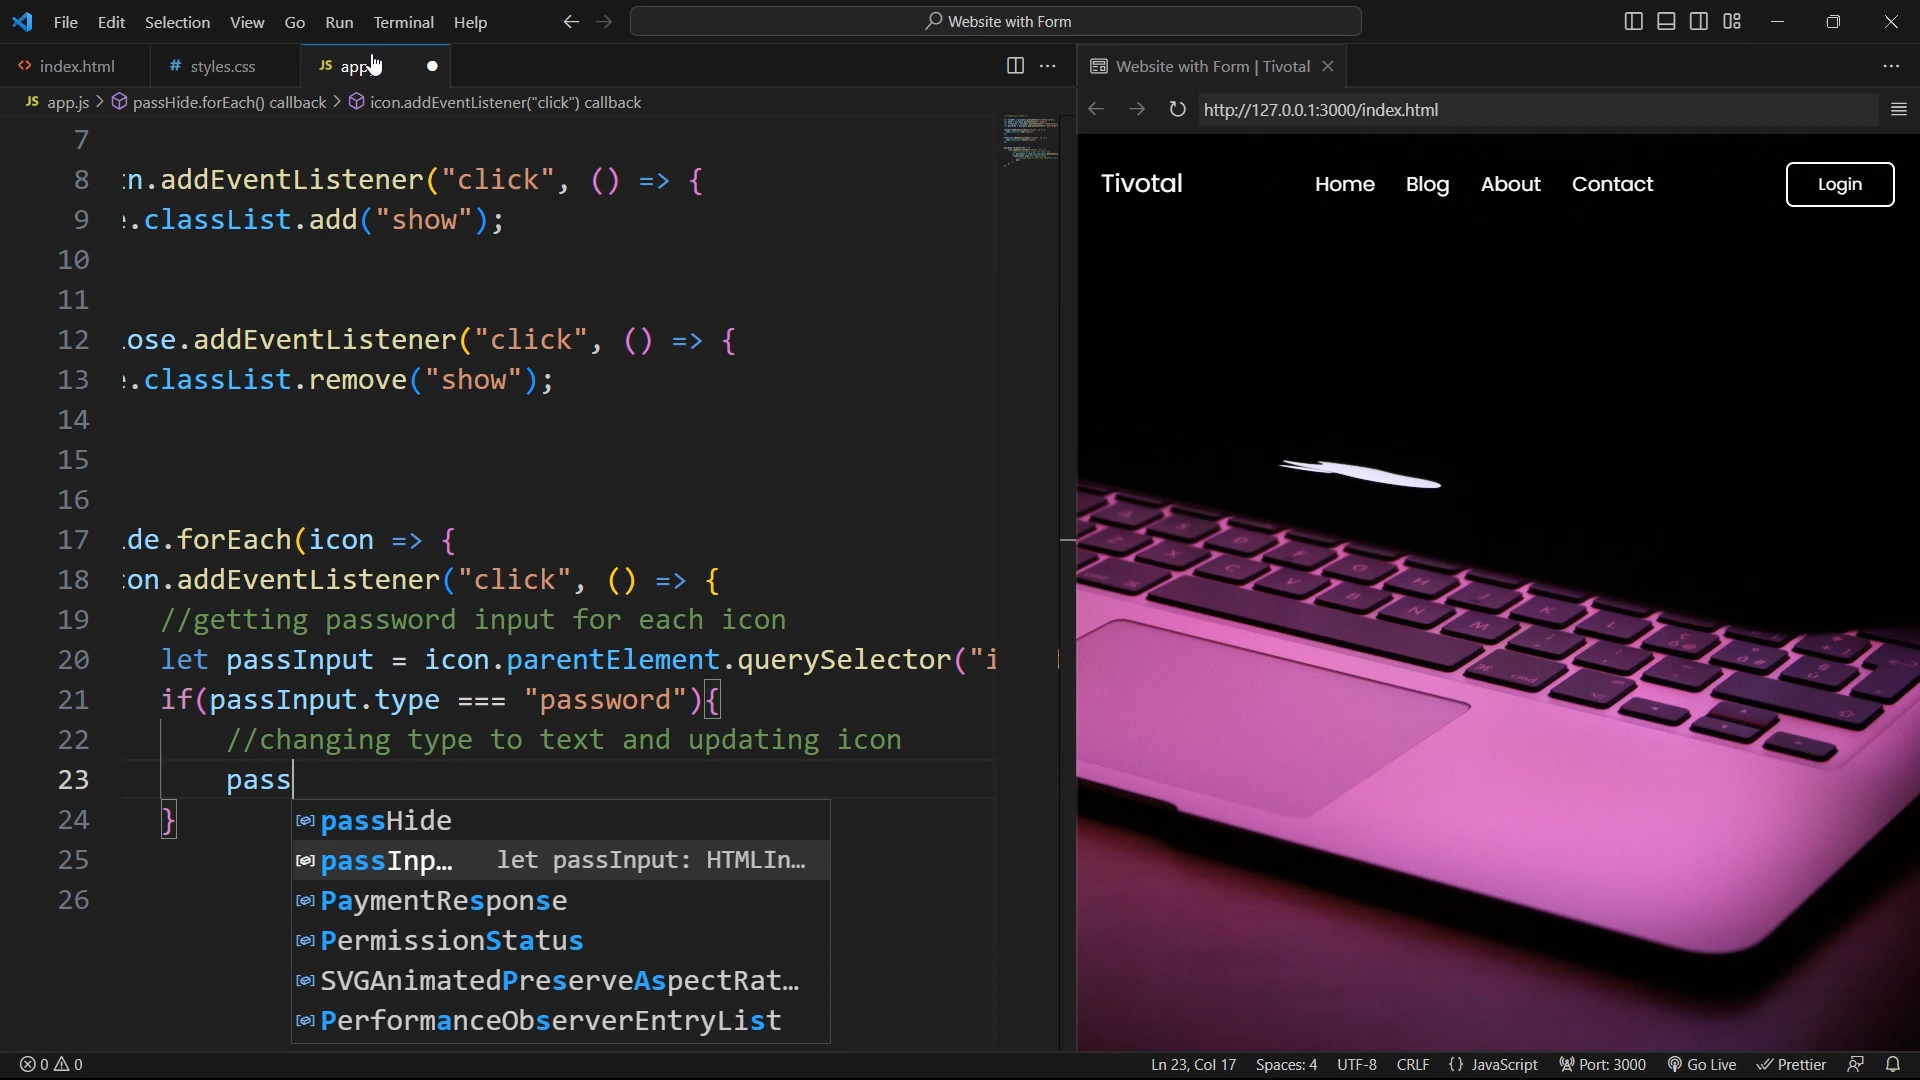 File Edit Selection View Go Run Terminal Help
Website with Form
index.html
# styles.css
JS app
Website with Form | Tivotal
JS app.js > passHide.forEach() callback > icon.addEventListener("click") callback
http://127.0.0.1:3000/index.html
7
8 n.addEventListener("click", () => {
9 .classList.add("show");
10
11
12 .ose.addEventListener("click", () => {
13 .classList.remove("show");
14
15
16
17 .de.forEach(icon => {
18 on.addEventListener("click", () => {
19 //getting password input for each icon
20 let passInput = icon.parentElement.querySelector("i
21 if(passInput.type === "password"){
22 //changing type to text and updating icon
23 pass
24 }
25
26
passHide
passInp... let passInput: HTMLIn...
PaymentResponse
PermissionStatus
SVGAnimatedPreserveAspectRat...
PerformanceObserverEntryList
Tivotal
Home Blog About Contact
Login
0 0
Ln 23, Col 17 Spaces: 4 UTF-8 CRLF {} JavaScript Port: 3000 Go Live Prettier